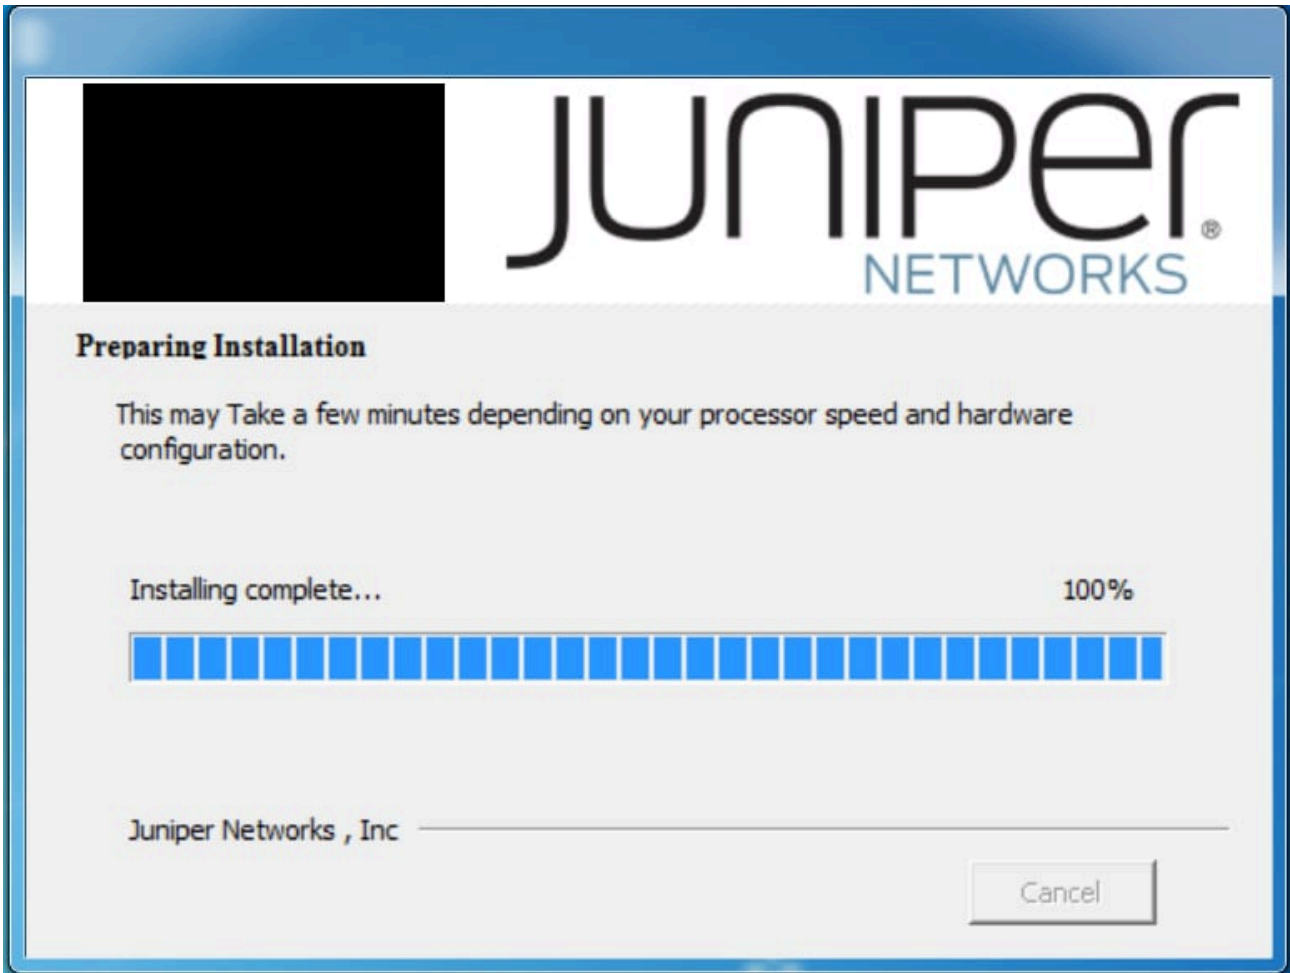 JUNIPer®
NETWORKS
Preparing Installation
This may Take a few minutes depending on your processor speed and hardware
configuration.
Installing complete... 100%
Juniper Networks , Inc
Cancel